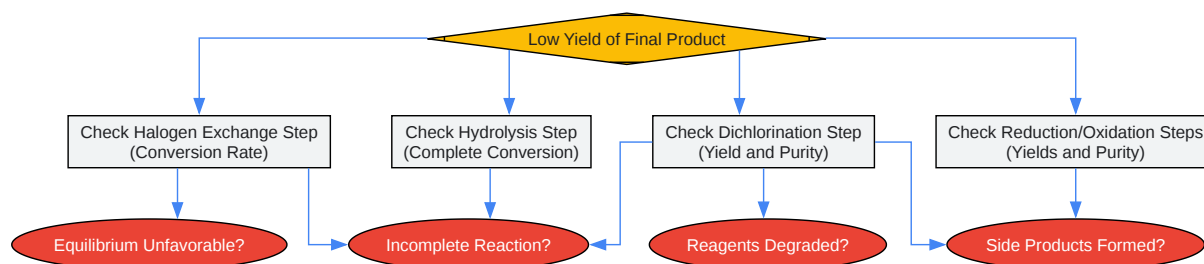 Low Yield of Final Product
Check Halogen Exchange Step
(Conversion Rate)
Check Hydrolysis Step
(Complete Conversion)
Check Dichlorination Step
(Yield and Purity)
Check Reduction/Oxidation Steps
(Yields and Purity)
Equilibrium Unfavorable?
Incomplete Reaction?
Reagents Degraded?
Side Products Formed?